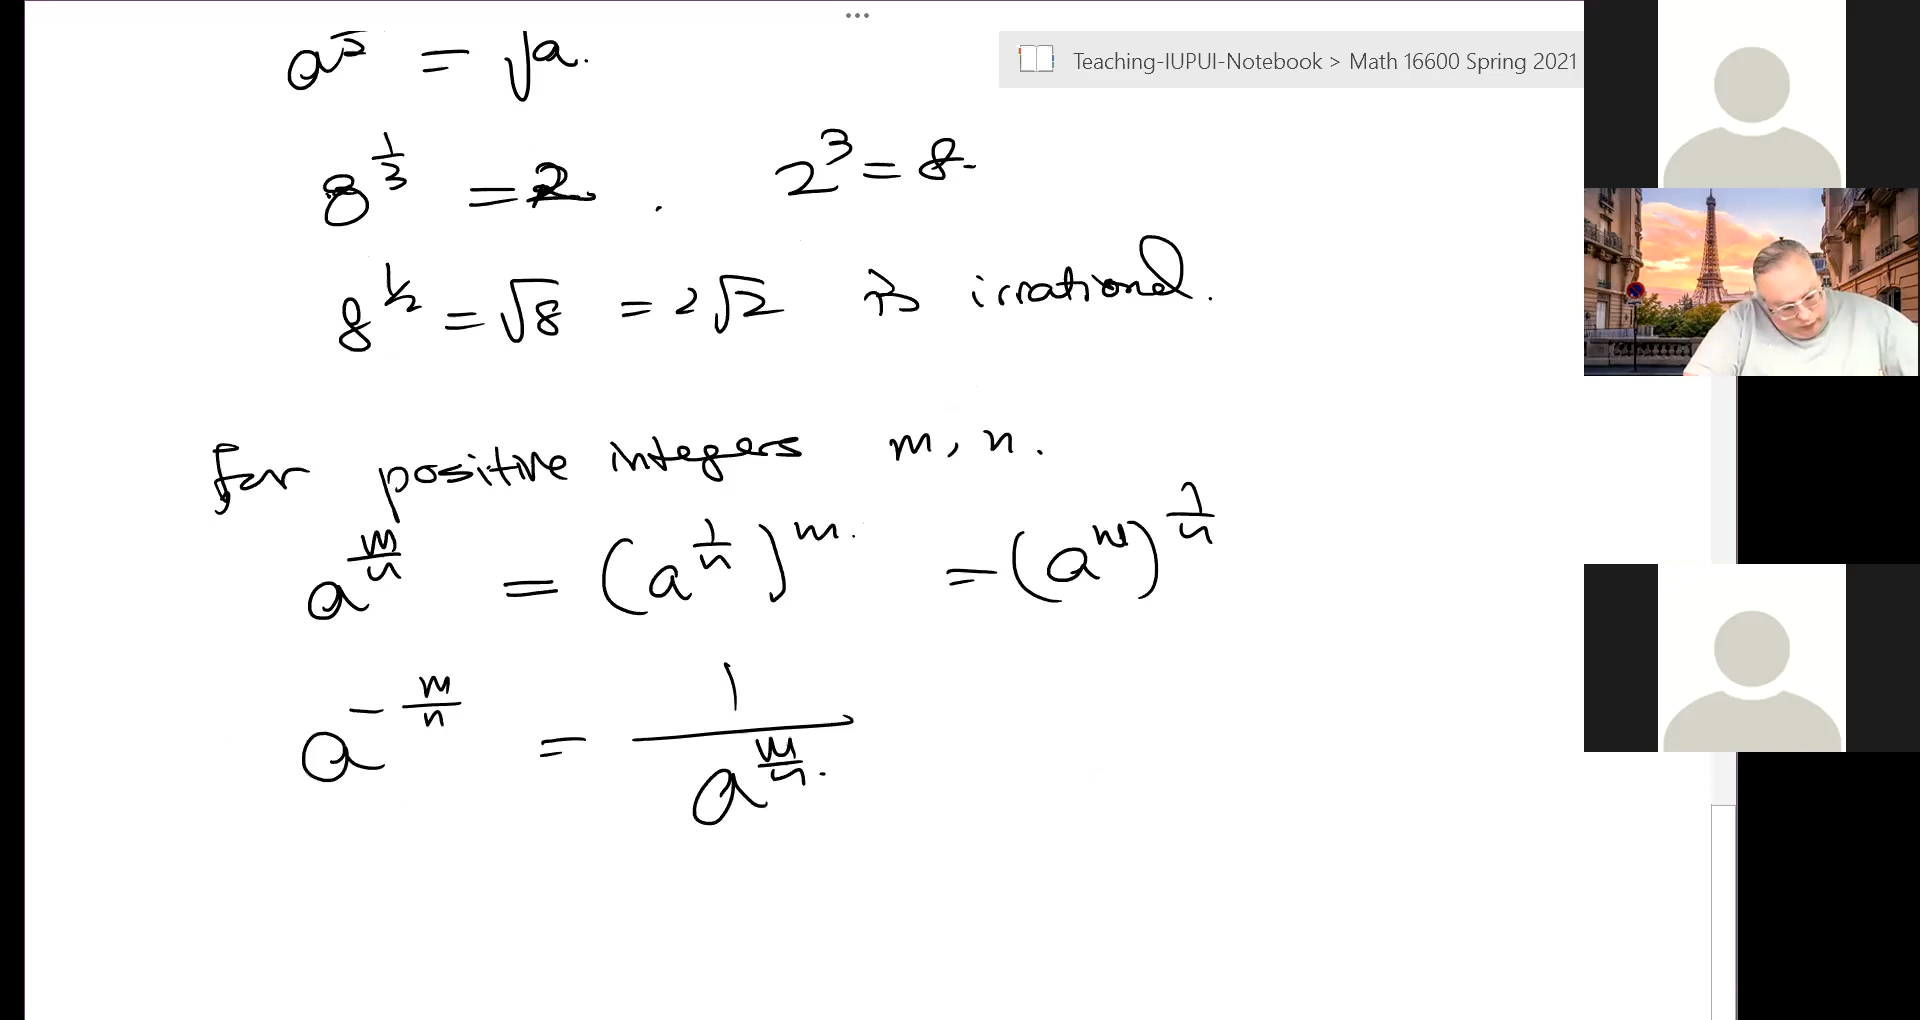 •••
a^{1/2} = √a.
Teaching-IUPUI-Notebook > Math 16600 Spring 2021
8^{1/3} = 2. 2^3 = 8.
8^{1/2} = √8 = 2√2 is irrational.
For positive integers m, n.
a^{m/n} = (a^{1/n})^m. = (a^m)^{1/n}
a^{-m/n} = 1/a^{m/n}.